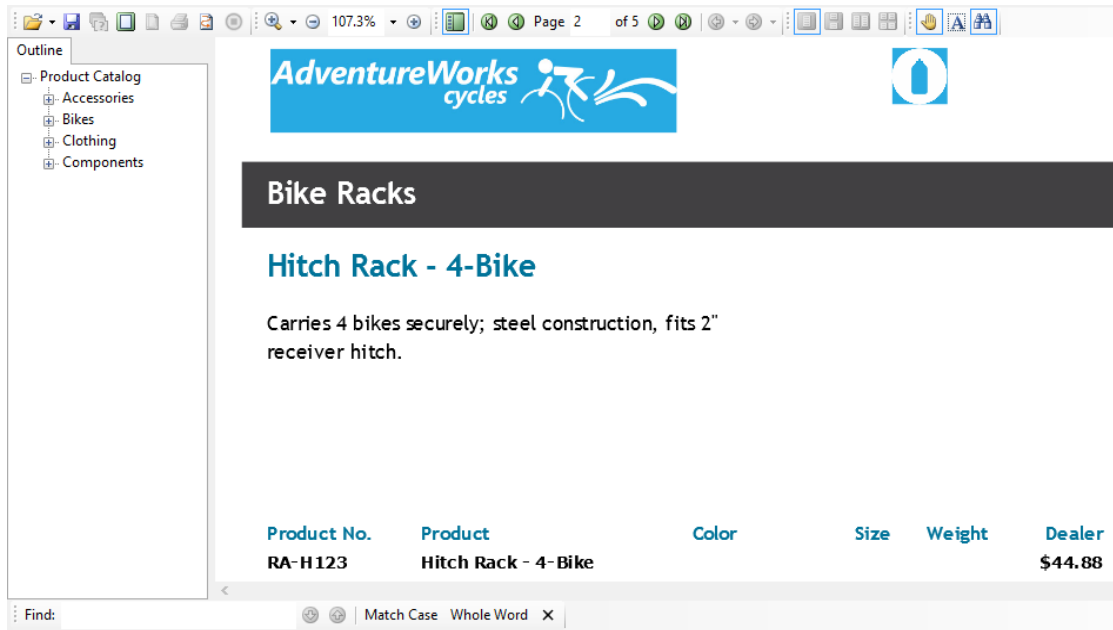 107.3% Page 2 of 5 A
Outline
Product Catalog
Accessories
Bikes
Clothing
Components
AdventureWorks
cycles
Bike Racks
Hitch Rack - 4-Bike
Carries 4 bikes securely; steel construction, fits 2"
receiver hitch.
Product No. Product Color Size Weight Dealer
RA-H123 Hitch Rack - 4-Bike $44.88
Find: Match Case Whole Word